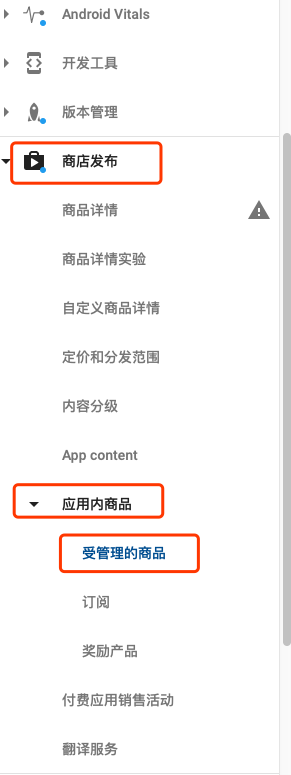 Android Vitals
开发工具
版本管理
商店发布
商品详情
商品详情实验
自定义商品详情
定价和分发范围
内容分级
App content
应用内商品
受管理的商品
订阅
奖励产品
付费应用销售活动
翻译服务